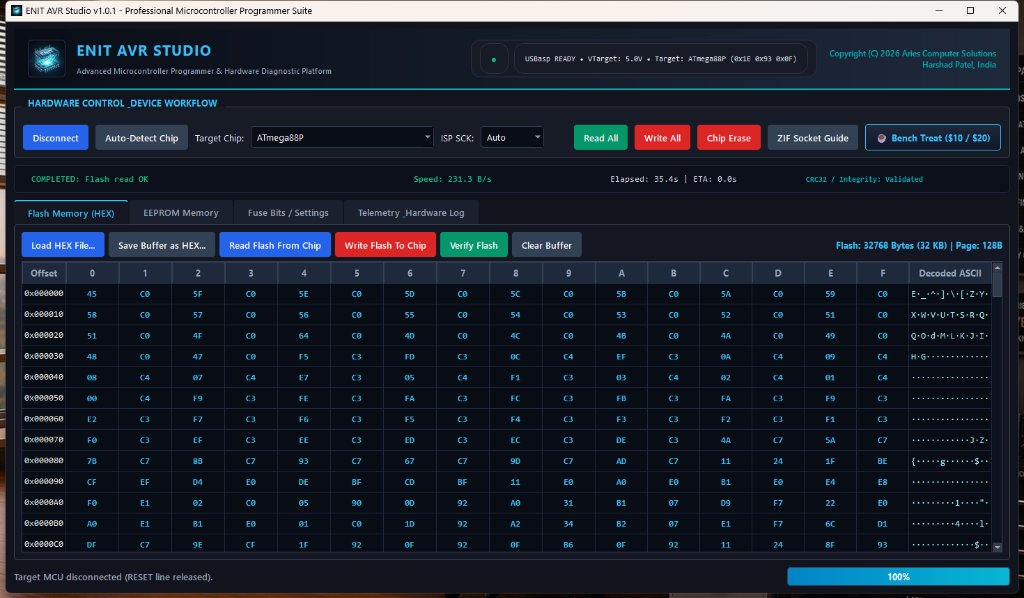 ENIT AVR Studio v1.0.1 - Professional Microcontroller Programmer Suite
ENIT AVR STUDIO
Advanced Microcontroller Programmer & Hardware Diagnostic Platform
USBasp READY • VTarget: 5.0V • Target: ATmega88P (0x1E 0x93 0x0F)
Copyright (C) 2026 Aries Computer Solutions
Harshad Patel, India
HARDWARE CONTROL _DEVICE WORKFLOW
Disconnect Auto-Detect Chip Target Chip: ATmega88P ISP SCK: Auto Read All Write All Chip Erase ZIF Socket Guide Bench Treat ($10 / $20)
COMPLETED: Flash read OK Speed: 231.3 B/s Elapsed: 35.4s | ETA: 0.0s CRC32 / Integrity: Validated
Flash Memory (HEX) EEPROM Memory Fuse Bits / Settings Telemetry _Hardware Log
Load HEX File... Save Buffer as HEX... Read Flash From Chip Write Flash To Chip Verify Flash Clear Buffer Flash: 32768 Bytes (32 KB) | Page: 128B
Offset 0 1 2 3 4 5 6 7 8 9 A B C D E F Decoded ASCII
0x000000 45 C0 5F C0 5E C0 5D C0 5C C0 5B C0 5A C0 59 C0 E·_·^·]·\·[·Z·Y·
0x000010 58 C0 57 C0 56 C0 55 C0 54 C0 53 C0 52 C0 51 C0 X·W·V·U·T·S·R·Q·
0x000020 51 C0 4F C0 64 C0 4D C0 4C C0 4B C0 4A C0 49 C0 Q·O·d·M·L·K·J·I·
0x000030 48 C0 47 C0 F5 C3 FD C3 0C C4 EF C3 0A C4 09 C4 H·G·············
0x000040 08 C4 07 C4 E7 C3 05 C4 F1 C3 03 C4 02 C4 01 C4 ················
0x000050 00 C4 F9 C3 FE C3 FA C3 FC C3 FB C3 FA C3 F9 C3 ················
0x000060 E2 C3 F7 C3 F6 C3 F5 C3 F4 C3 F3 C3 F2 C3 F1 C3 ················
0x000070 F0 C3 EF C3 EE C3 ED C3 EC C3 DE C3 4A C7 5A C7 ············J·Z·
0x000080 7B C7 8B C7 93 C7 67 C7 9D C7 AD C7 11 24 1F BE {·····g······$··
0x000090 CF EF D4 E0 DE BF CD BF 11 E0 A0 E0 B1 E0 E4 E8 ················
0x0000A0 F0 E1 02 C0 05 90 0D 92 A0 31 B1 07 D9 F7 22 E0 ·········1····"·
0x0000B0 A0 E1 B1 E0 01 C0 1D 92 A2 34 B2 07 E1 F7 6C D1 ·········4····l·
0x0000C0 DF C7 9E CF 1F 92 0F 92 0F B6 0F 92 11 24 8F 93 ·············$··
Target MCU disconnected (RESET line released). 100%